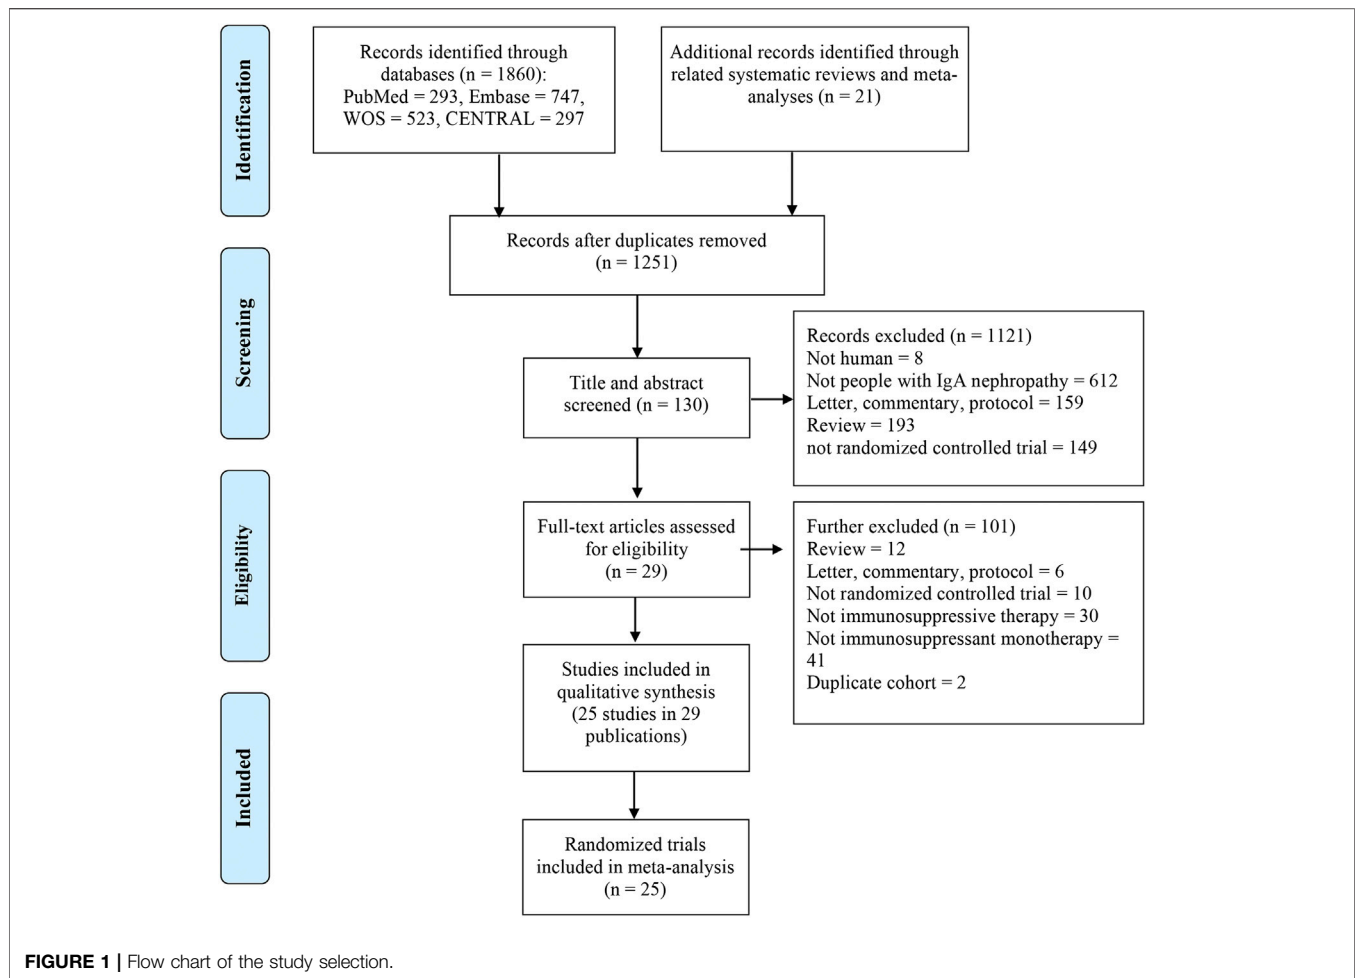 Identification
Records identified through
databases (n = 1860):
PubMed = 293, Embase = 747,
WOS = 523, CENTRAL = 297
Additional records identified through
related systematic reviews and meta-
analyses (n = 21)
Records after duplicates removed
(n = 1251)
Screening
Title and abstract
screened (n = 130)
Records excluded (n = 1121)
Not human = 8
Not people with IgA nephropathy = 612
Letter, commentary, protocol = 159
Review = 193
not randomized controlled trial = 149
Eligibility
Full-text articles assessed
for eligibility
(n = 29)
Further excluded (n = 101)
Review = 12
Letter, commentary, protocol = 6
Not randomized controlled trial = 10
Not immunosuppressive therapy = 30
Not immunosuppressant monotherapy =
41
Duplicate cohort = 2
Studies included in
qualitative synthesis
(25 studies in 29
publications)
Included
Randomized trials
included in meta-analysis
(n = 25)
FIGURE 1 | Flow chart of the study selection.